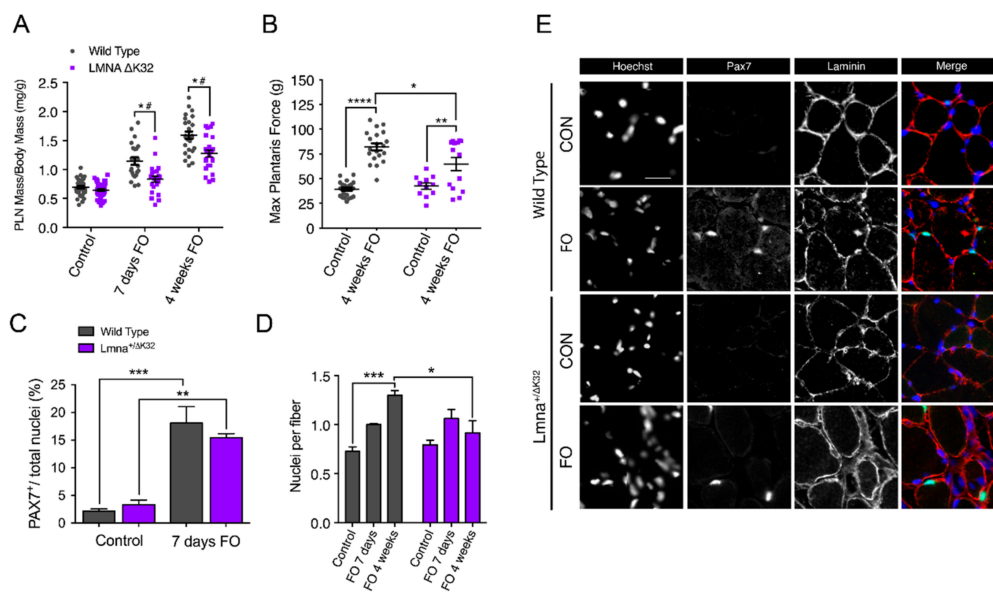 A
Wild Type
LMNA ΔK32
PLN Mass/Body Mass (mg/g)
2.5
2.0
1.5
1.0
0.5
0.0
* #
* #
Control
7 days FO
4 weeks FO
B
Max Plantaris Force (g)
150
125
100
75
50
25
0
****
*
**
Control
4 weeks FO
Control
4 weeks FO
C
Wild Type
Lmna+/ΔK32
PAX7+/ total nuclei (%)
25
20
15
10
5
0
***
**
Control
7 days FO
D
Nuclei per fiber
1.5
1.0
0.5
0.0
***
*
Control
FO 7 days
FO 4 weeks
Control
FO 7 days
FO 4 weeks
E
Hoechst
Pax7
Laminin
Merge
Wild Type
CON
FO
Lmna+/ΔK32
CON
FO